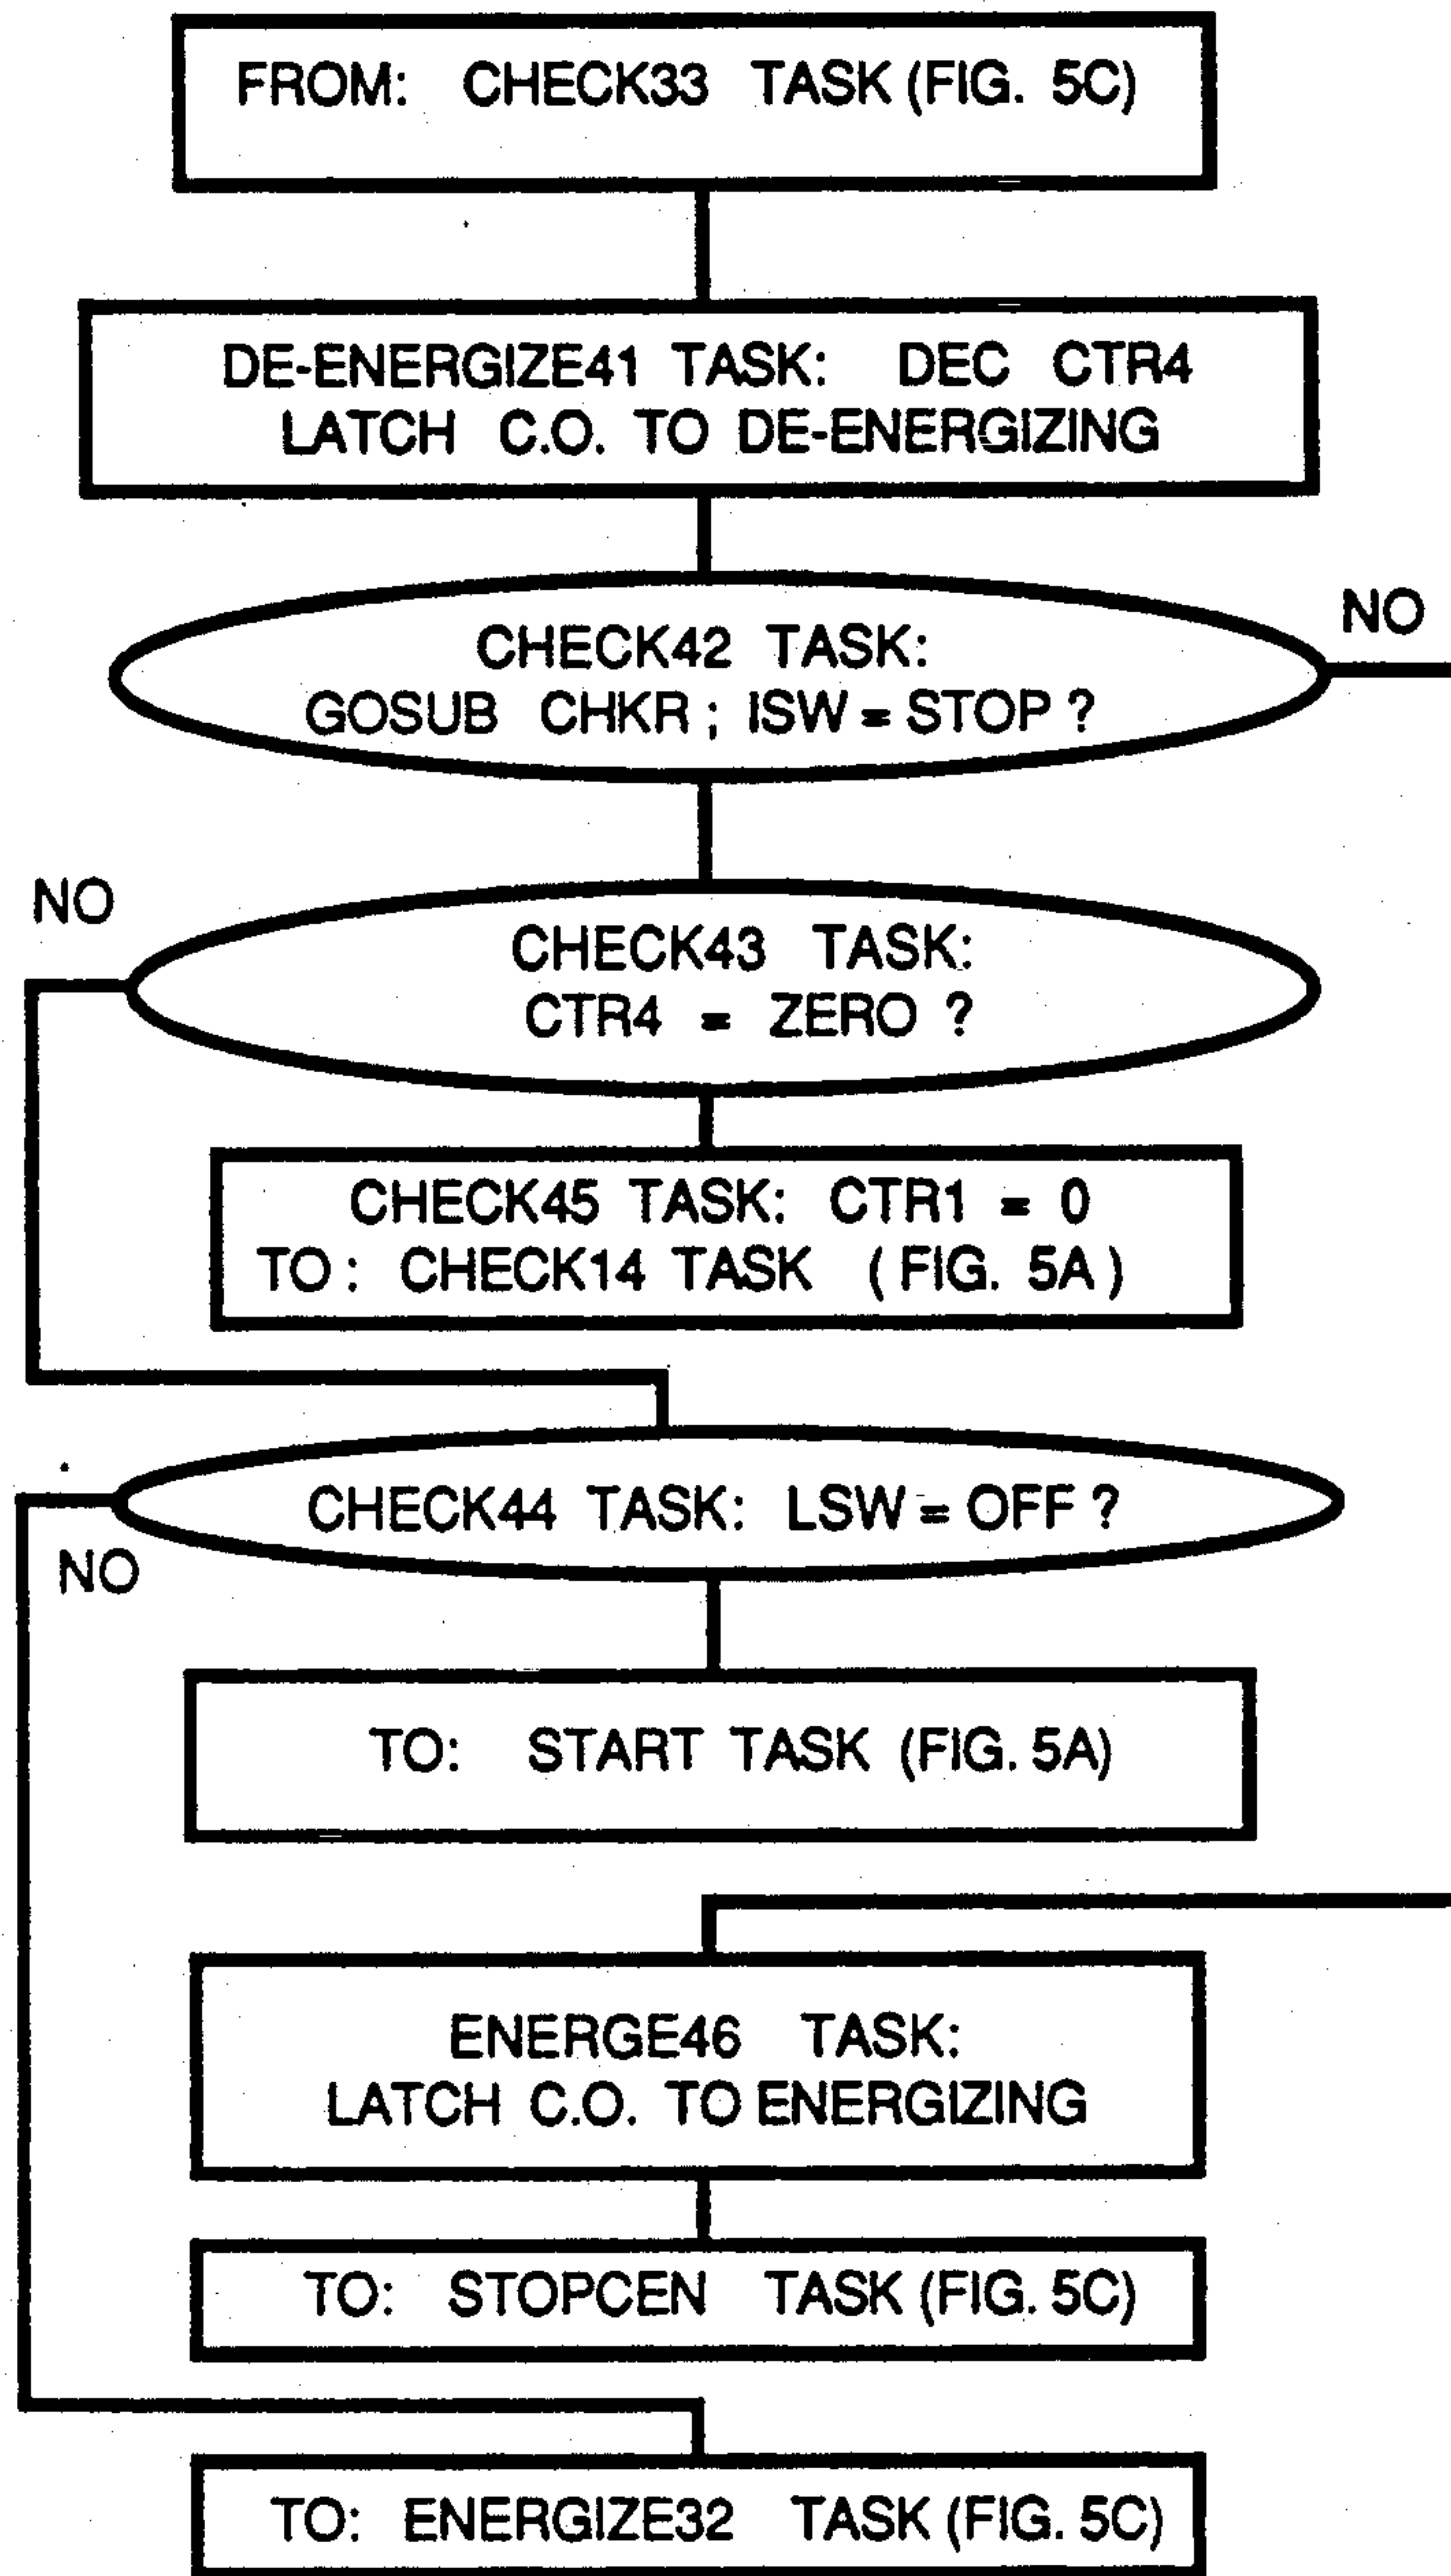 FROM: CHECK33 TASK (FIG. 5C)
DE-ENERGIZE41 TASK: DEC CTR4
LATCH C.O. TO DE-ENERGIZING
NO
CHECK42 TASK:
GOSUB CHKR ; ISW = STOP ?
NO
CHECK43 TASK:
CTR4 = ZERO ?
CHECK45 TASK: CTR1 = 0
TO : CHECK14 TASK ( FIG. 5A )
CHECK44 TASK: LSW = OFF ?
NO
TO: START TASK (FIG. 5A)
ENERGE46 TASK:
LATCH C.O. TO ENERGIZING
TO: STOPCEN TASK (FIG. 5C)
TO: ENERGIZE32 TASK (FIG. 5C)